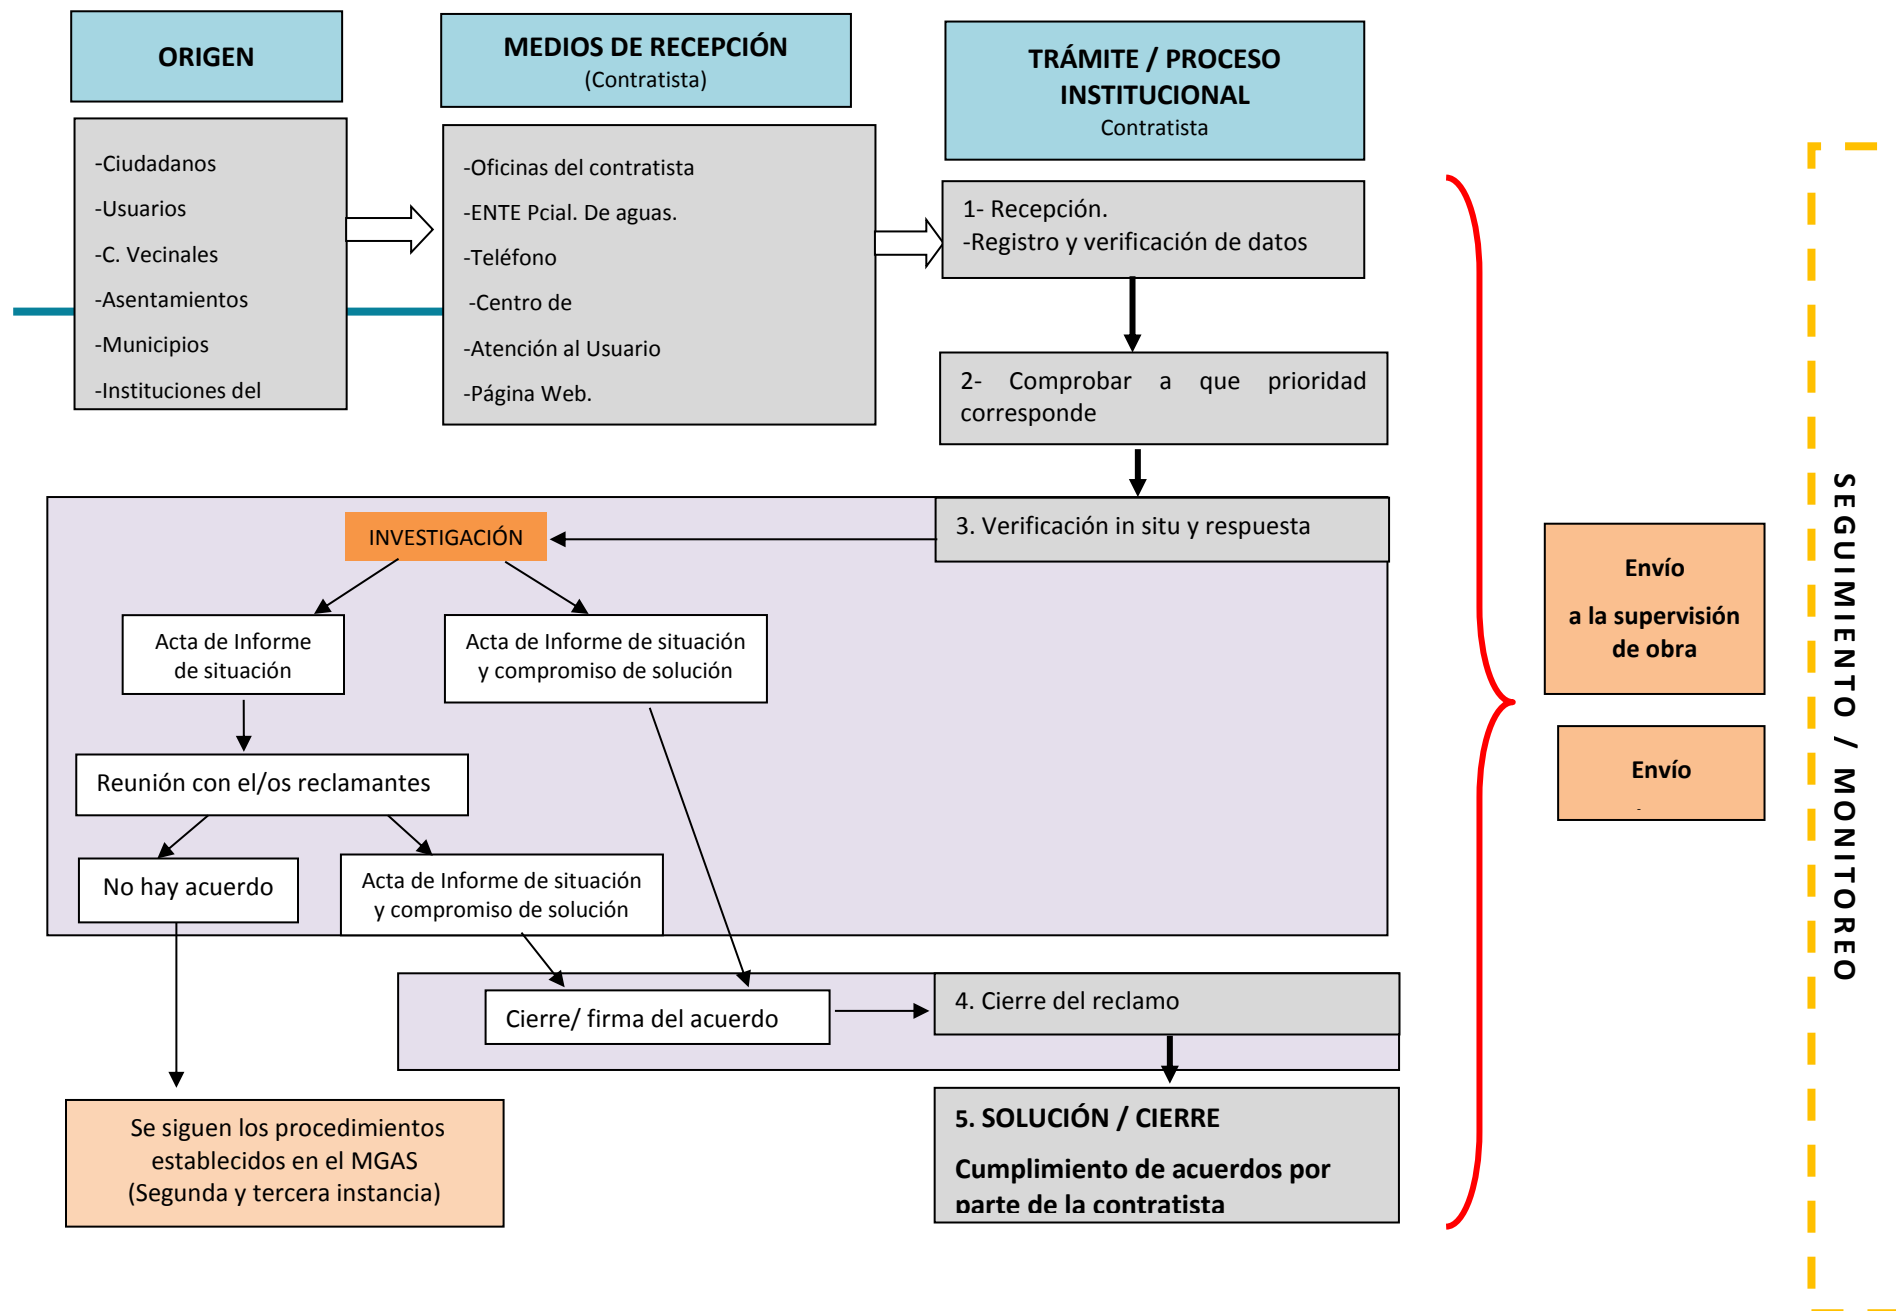 ORIGEN
-Ciudadanos
-Usuarios
-C. Vecinales
-Asentamientos
-Municipios
-Instituciones del
MEDIOS DE RECEPCIÓN
(Contratista)
-Oficinas del contratista
-ENTE Pcial. De aguas.
-Teléfono
-Centro de
-Atención al Usuario
-Página Web.
TRÁMITE / PROCESO
INSTITUCIONAL
Contratista
1- Recepción.
-Registro y verificación de datos
2- Comprobar a que prioridad
corresponde
3. Verificación in situ y respuesta
INVESTIGACIÓN
Acta de Informe
de situación
Acta de Informe de situación
y compromiso de solución
Reunión con el/os reclamantes
No hay acuerdo
Acta de Informe de situación
y compromiso de solución
Cierre/ firma del acuerdo
4. Cierre del reclamo
Se siguen los procedimientos
establecidos en el MGAS
(Segunda y tercera instancia)
5. SOLUCIÓN / CIERRE
Cumplimiento de acuerdos por
parte de la contratista
Envío
a la supervisión
de obra
Envío
SEGUIMIENTO / MONITOREO